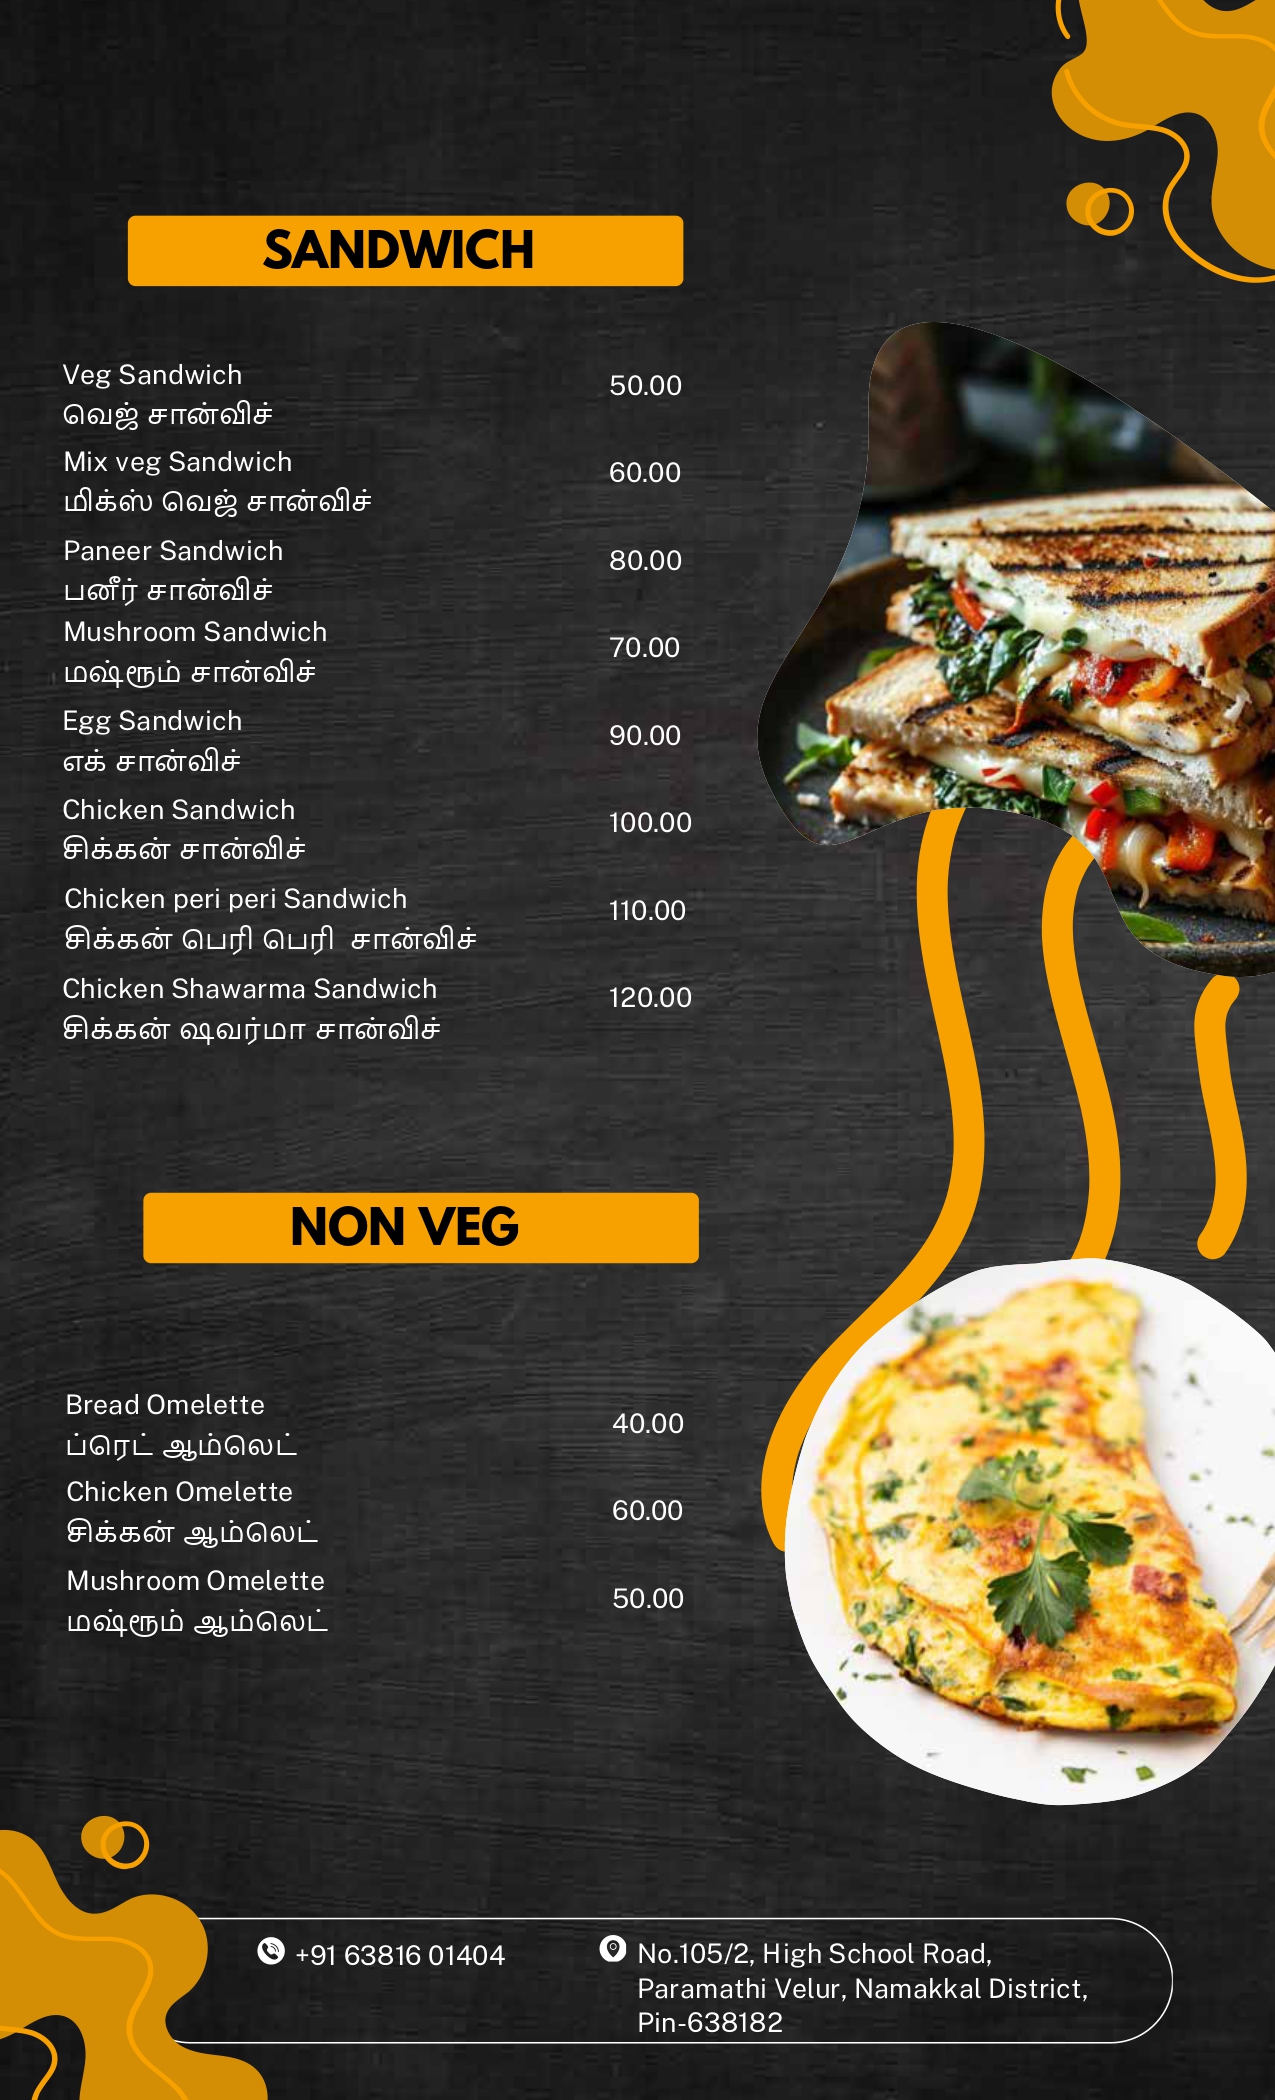 SANDWICH
Veg Sandwich 50.00
வெஜ் சான்விச்
Mix veg Sandwich 60.00
மிக்ஸ் வெஜ் சான்விச்
Paneer Sandwich 80.00
பனீர் சான்விச்
Mushroom Sandwich 70.00
மஷ்ரூம் சான்விச்
Egg Sandwich 90.00
எக் சான்விச்
Chicken Sandwich 100.00
சிக்கன் சான்விச்
Chicken peri peri Sandwich 110.00
சிக்கன் பெரி பெரி சான்விச்
Chicken Shawarma Sandwich 120.00
சிக்கன் ஷவர்மா சான்விச்
NON VEG
Bread Omelette 40.00
ப்ரெட் ஆம்லெட்
Chicken Omelette 60.00
சிக்கன் ஆம்லெட்
Mushroom Omelette 50.00
மஷ்ரூம் ஆம்லெட்
+91 63816 01404
No.105/2, High School Road,
Paramathi Velur, Namakkal District,
Pin-638182